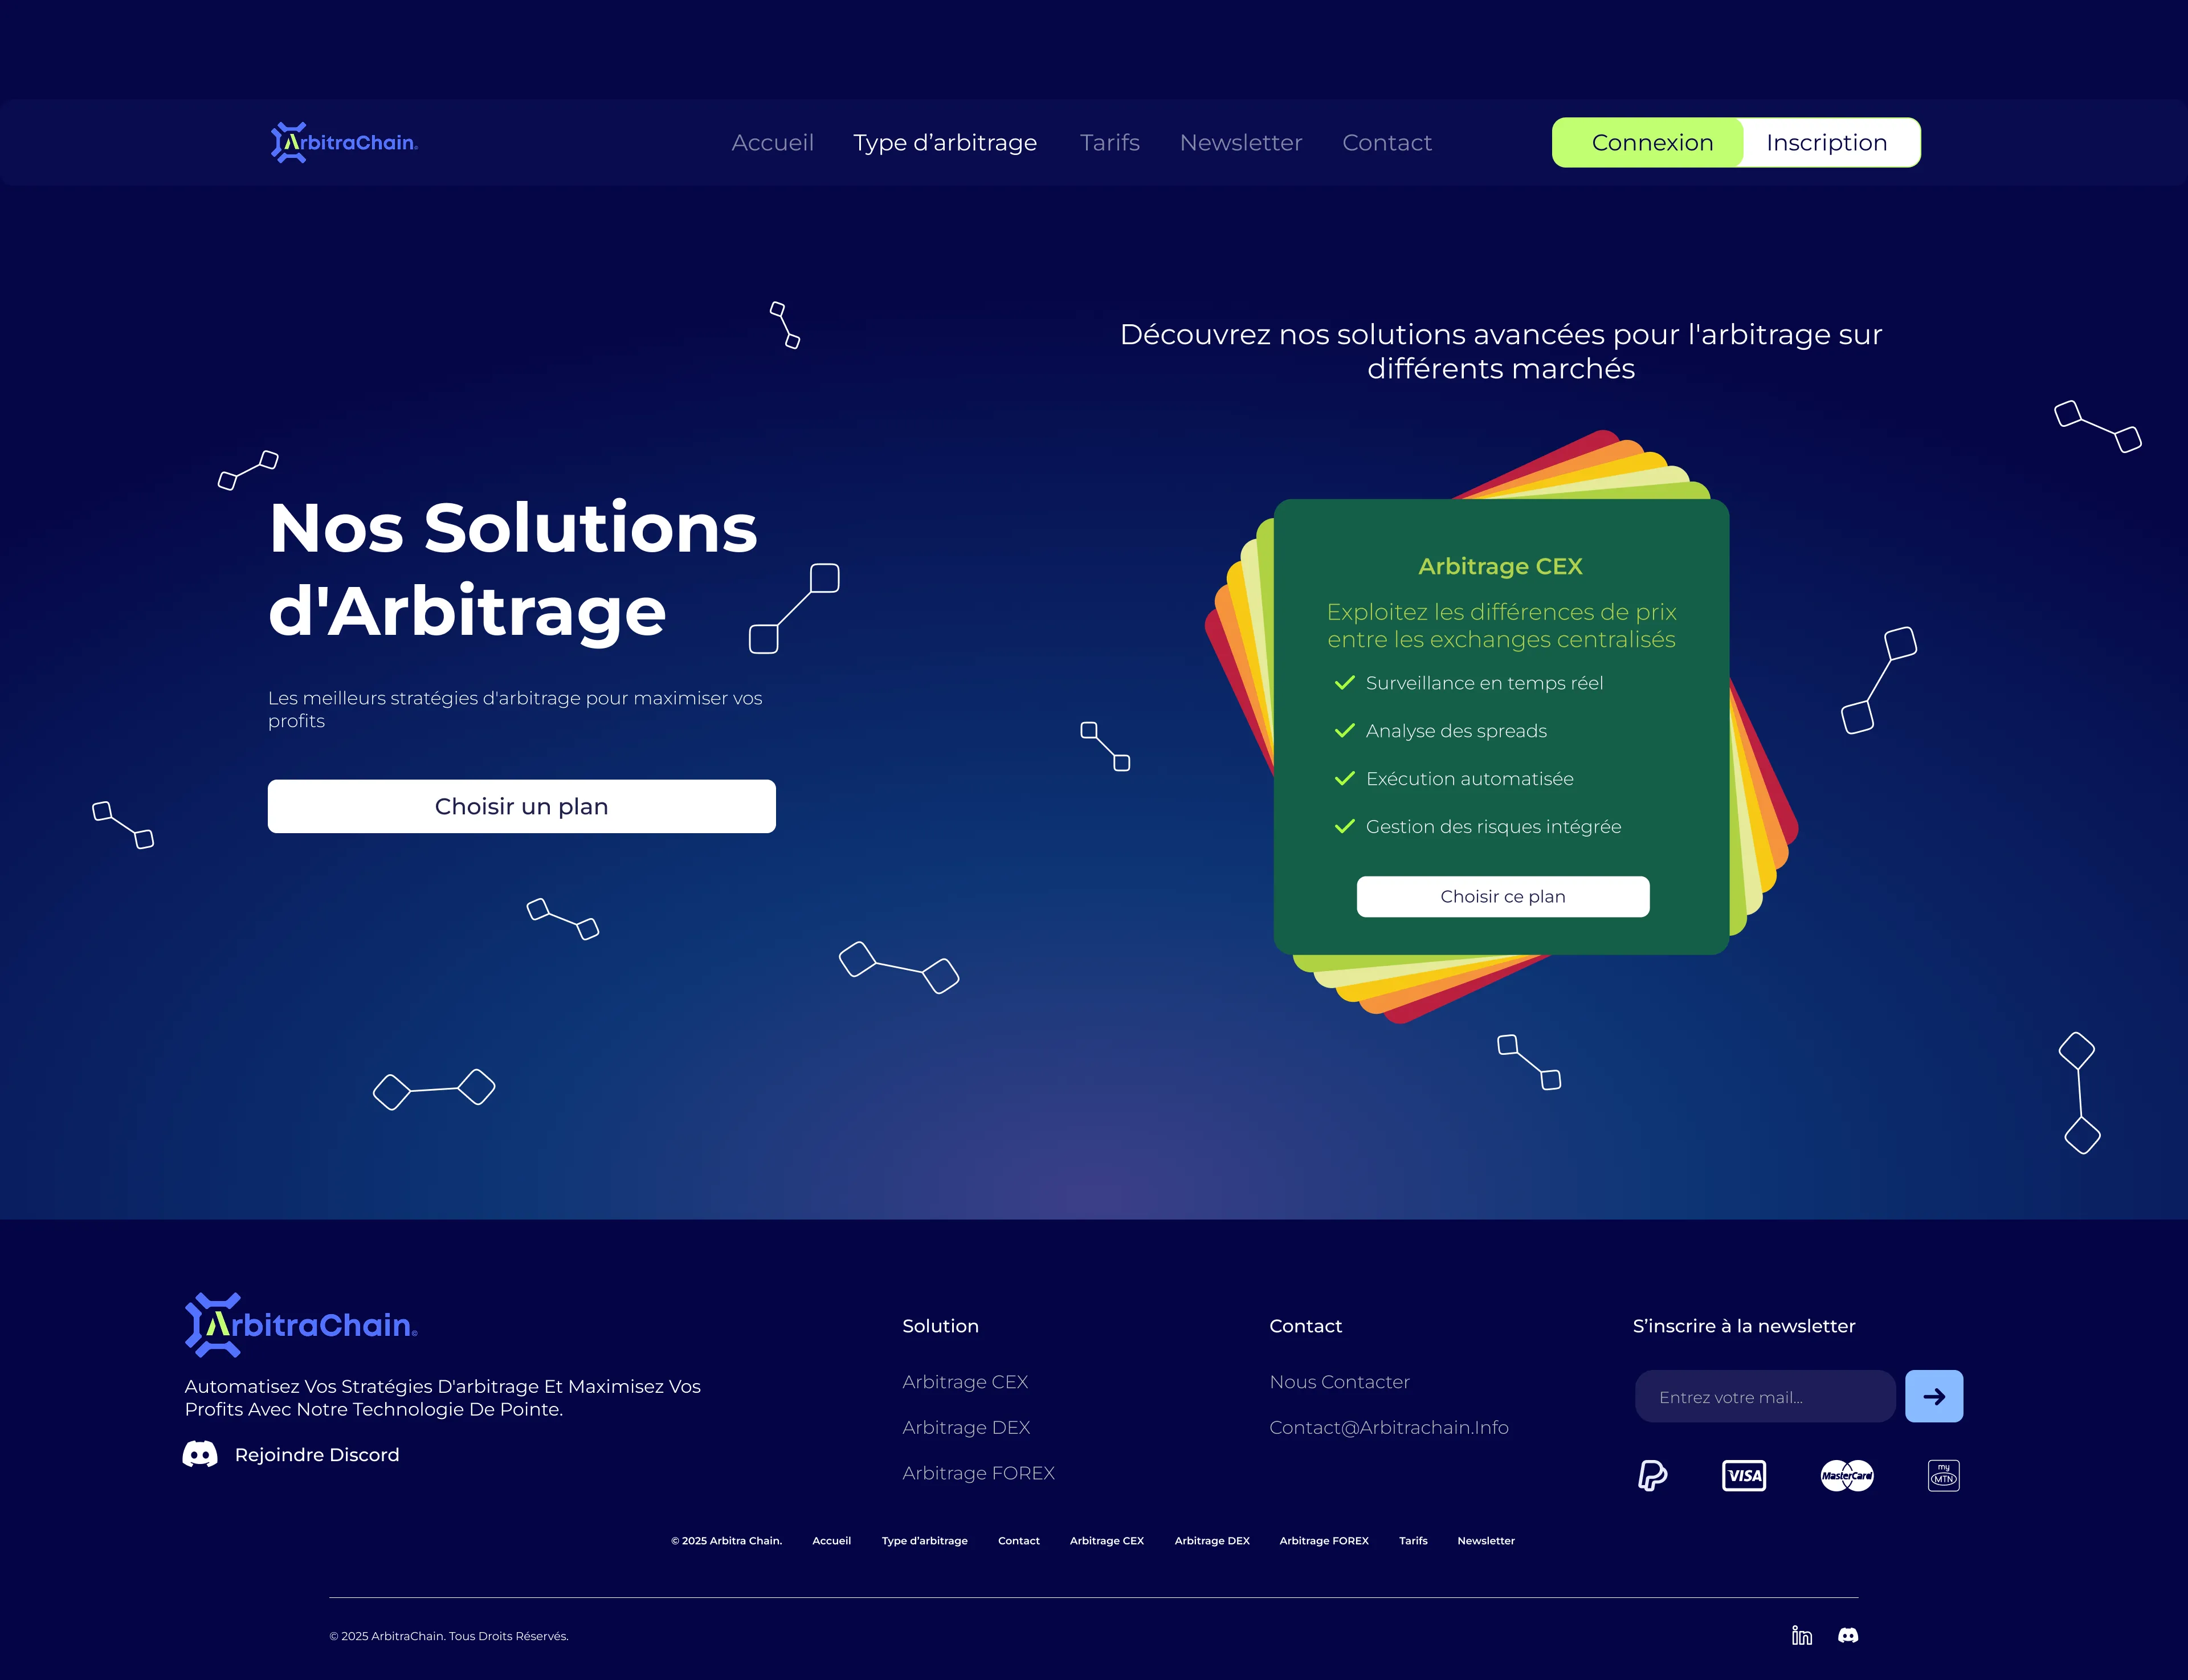 ArbitraChain
Accueil
Type d’arbitrage
Tarifs
Newsletter
Contact
Connexion
Inscription
Nos Solutions
d'Arbitrage
Les meilleurs stratégies d'arbitrage pour maximiser vos
profits
Choisir un plan
Découvrez nos solutions avancées pour l'arbitrage sur
différents marchés
Arbitrage CEX
Exploitez les différences de prix
entre les exchanges centralisés
Surveillance en temps réel
Analyse des spreads
Exécution automatisée
Gestion des risques intégrée
Choisir ce plan
ArbitraChain
Automatisez Vos Stratégies D'arbitrage Et Maximisez Vos
Profits Avec Notre Technologie De Pointe.
Rejoindre Discord
Solution
Arbitrage CEX
Arbitrage DEX
Arbitrage FOREX
Contact
Nous Contacter
Contact@Arbitrachain.Info
S’inscrire à la newsletter
Entrez votre mail...
VISA
MasterCard
my
MTN
© 2025 Arbitra Chain.
Accueil
Type d’arbitrage
Contact
Arbitrage CEX
Arbitrage DEX
Arbitrage FOREX
Tarifs
Newsletter
© 2025 ArbitraChain. Tous Droits Réservés.
in